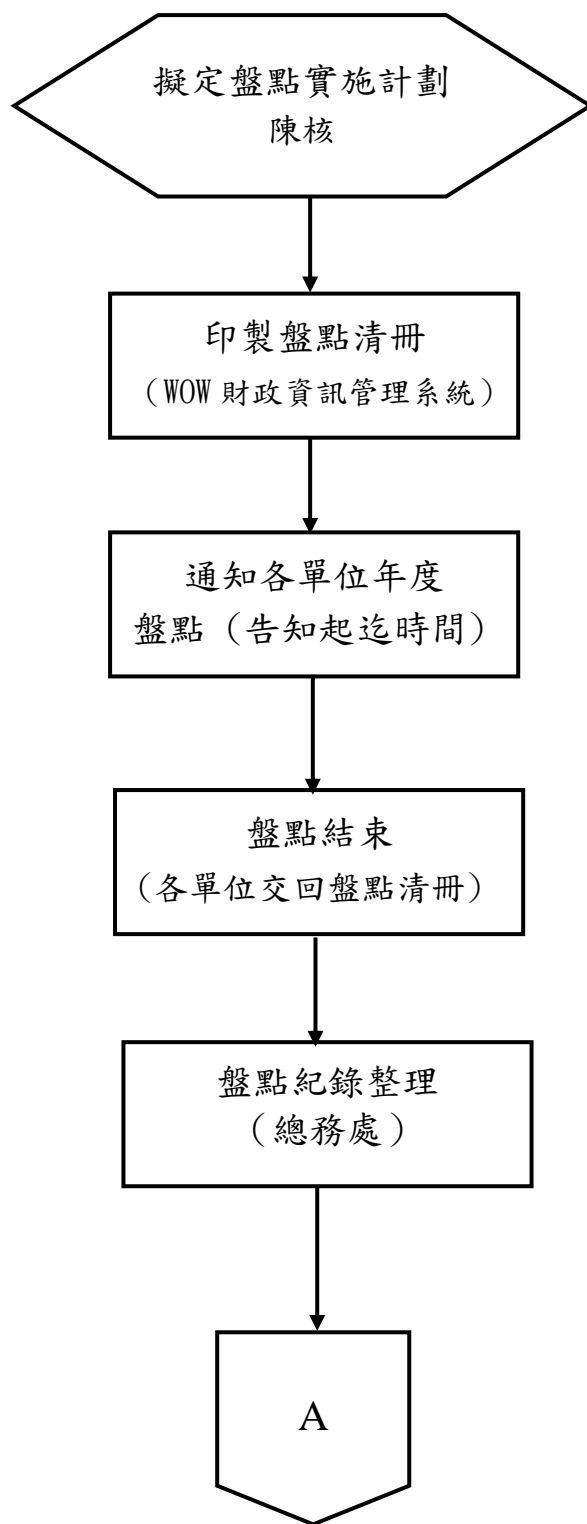 擬定盤點實施計劃
陳核
印製盤點清冊
（WOW 財政資訊管理系統）
通知各單位年度
盤點（告知起迄時間）
盤點結束
（各單位交回盤點清冊）
盤點紀錄整理
（總務處）
A